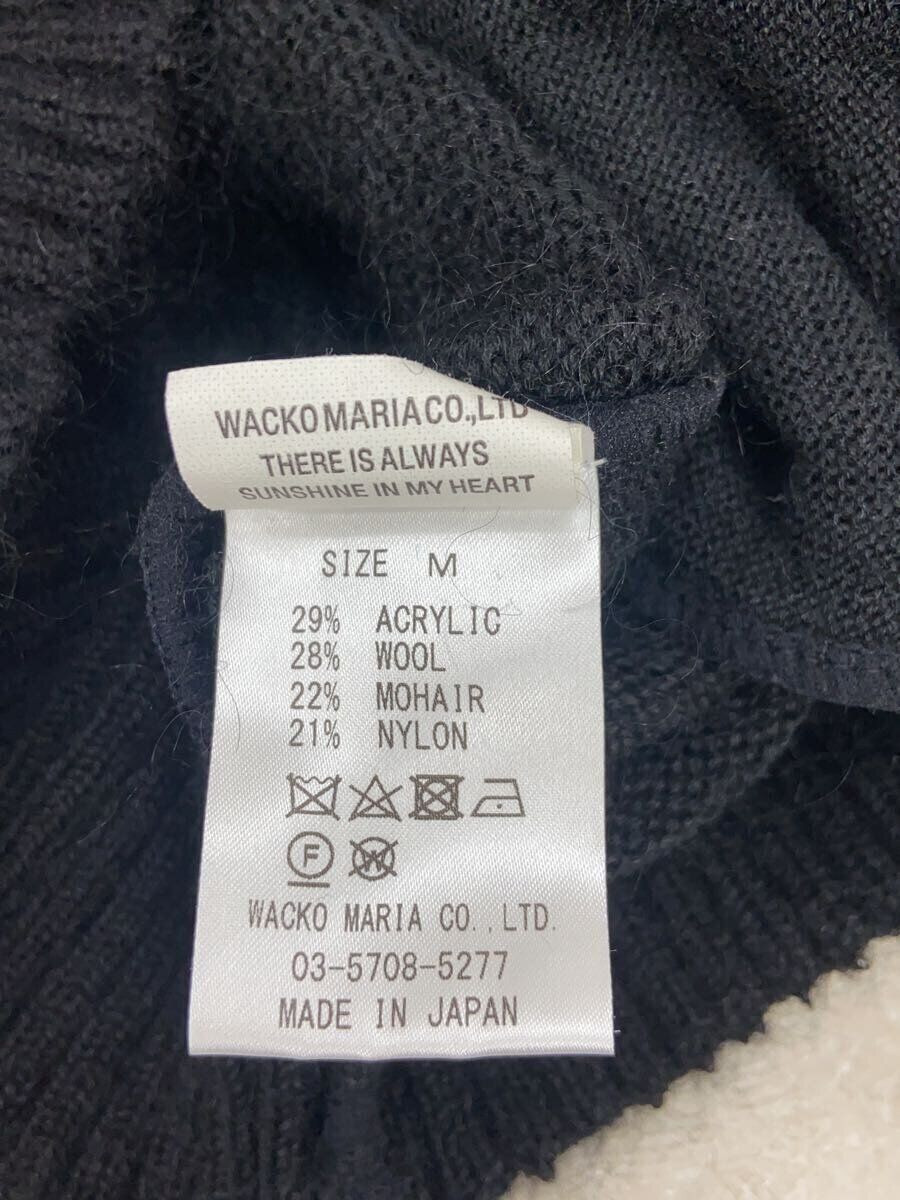 WACKO MARIA CO.,LTD
THERE IS ALWAYS
SUNSHINE IN MY HEART
SIZE M
29% ACRYLIC
28% WOOL
22% MOHAIR
21% NYLON
F W
WACKO MARIA CO.,LTD.
03-5708-5277
MADE IN JAPAN